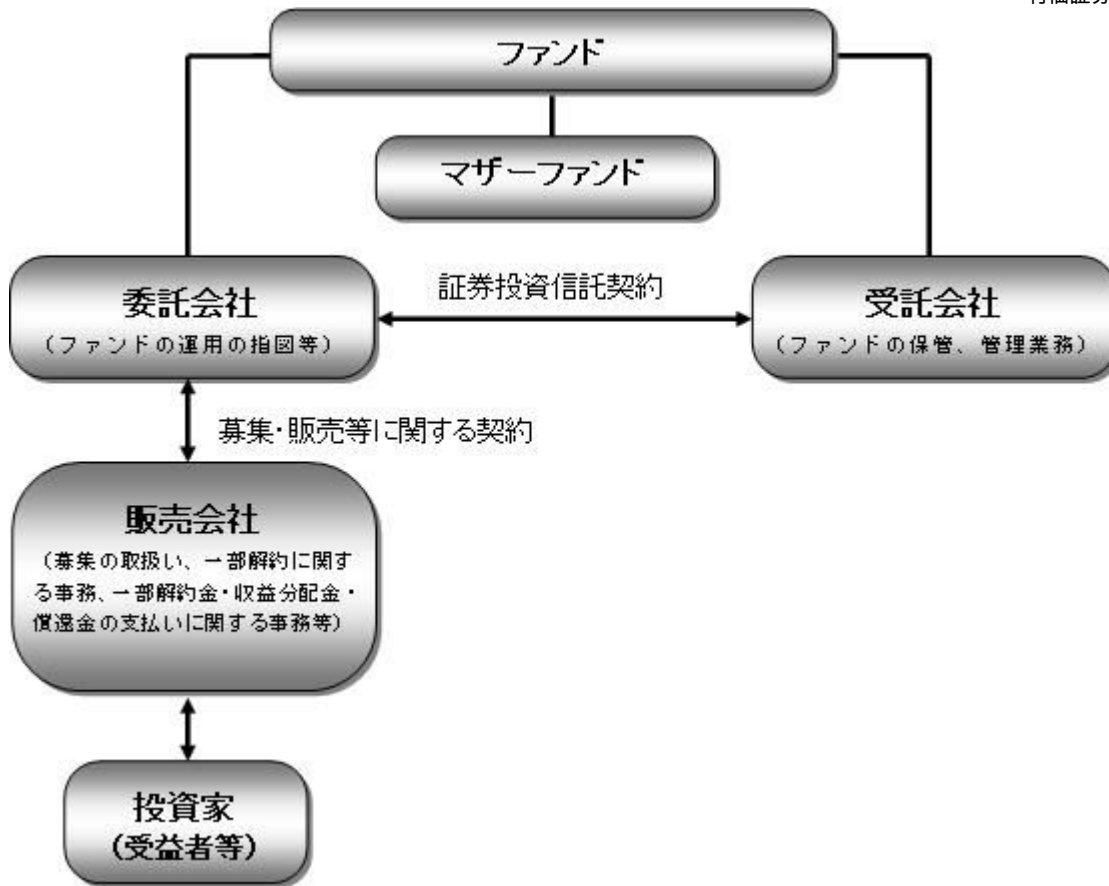 ファンド
マザーファンド
委託会社
（ファンドの運用の指図等）
証券投資信託契約
受託会社
（ファンドの保管、管理業務）
募集・販売等に関する契約
販売会社
（募集の取扱い、一部解約に関す
る事務、一部解約金・収益分配金・
償還金の支払いに関する事務等）
投資家
（受益者等）